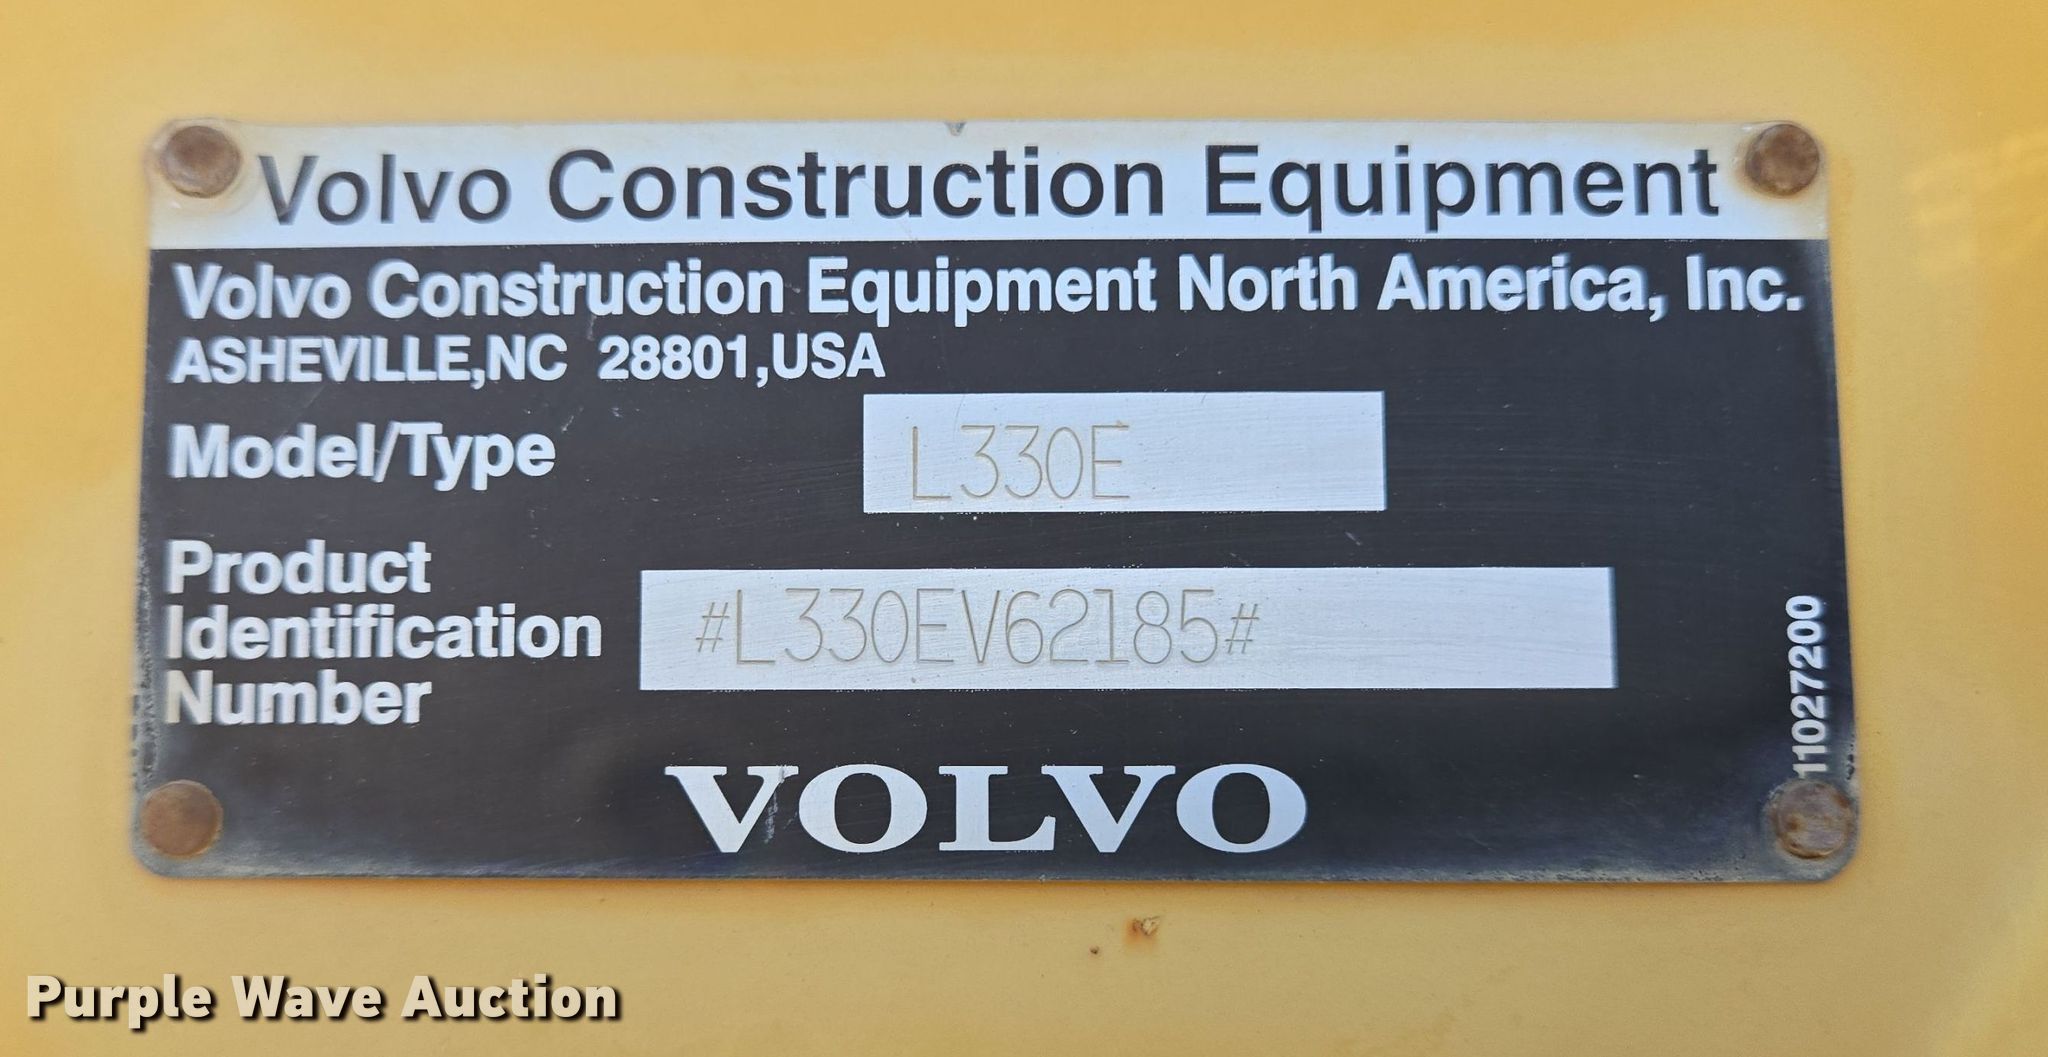 Volvo Construction Equipment
Volvo Construction Equipment North America, Inc.
ASHEVILLE,NC 28801,USA
Model/Type L330E
Product
Identification
Number
#L330EV62185#
11027200
VOLVO
Purple Wave Auction